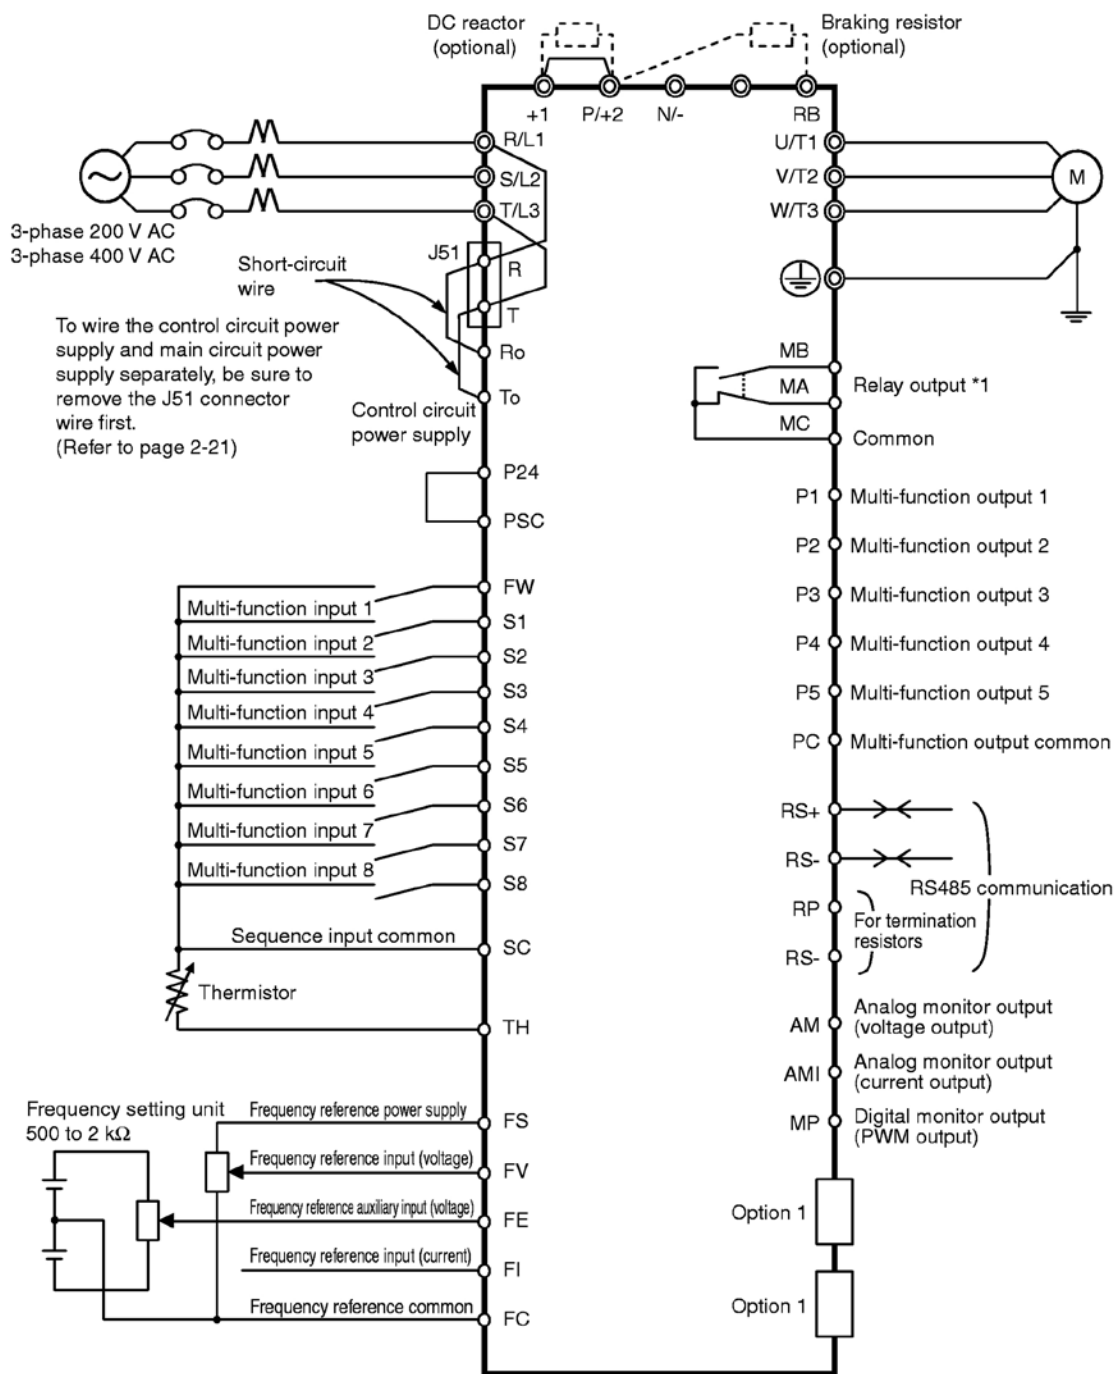 DC reactor
(optional)
Braking resistor
(optional)
+1
P/+2
N/-
RB
R/L1
S/L2
T/L3
U/T1
V/T2
W/T3
M
3-phase 200 V AC
3-phase 400 V AC
J51
R
T
Short-circuit
wire
To wire the control circuit power
supply and main circuit power
supply separately, be sure to
remove the J51 connector
wire first.
(Refer to page 2-21)
Ro
To
Control circuit
power supply
MB
MA
MC
Relay output *1
Common
P24
PSC
P1 Multi-function output 1
P2 Multi-function output 2
P3 Multi-function output 3
P4 Multi-function output 4
P5 Multi-function output 5
PC Multi-function output common
FW
Multi-function input 1
S1
Multi-function input 2
S2
Multi-function input 3
S3
Multi-function input 4
S4
Multi-function input 5
S5
Multi-function input 6
S6
Multi-function input 7
S7
Multi-function input 8
S8
Sequence input common
SC
Thermistor
TH
RS+
RS-
RS485 communication
RP
For termination
resistors
RS-
AM
Analog monitor output
(voltage output)
AMI
Analog monitor output
(current output)
MP
Digital monitor output
(PWM output)
Frequency setting unit
500 to 2 kΩ
Frequency reference power supply
FS
Frequency reference input (voltage)
FV
Frequency reference auxiliary input (voltage)
FE
Frequency reference input (current)
FI
Frequency reference common
FC
Option 1
Option 1